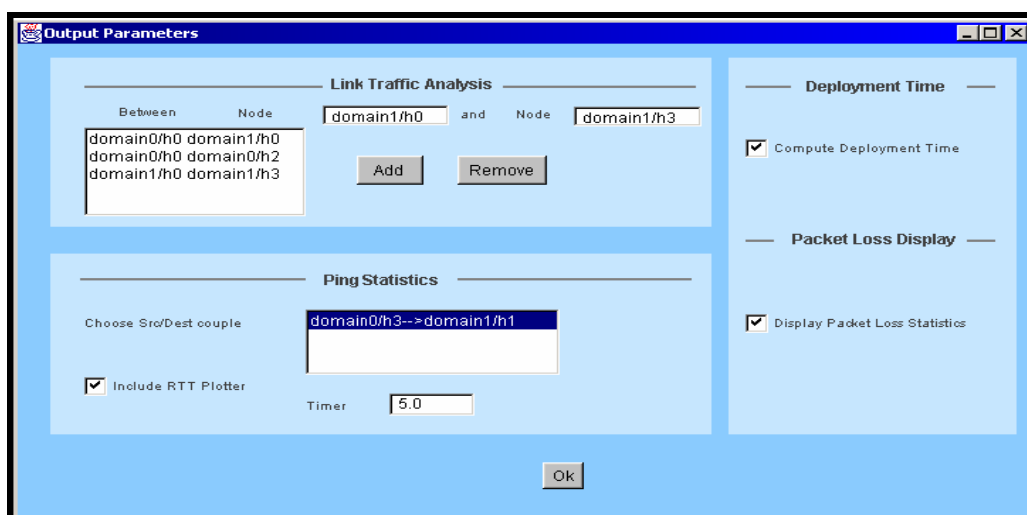 Output Parameters
Link Traffic Analysis
Between Node domain1/h0 and Node domain1/h3
domain0/h0 domain1/h0
domain0/h0 domain0/h2
domain1/h0 domain1/h3
Add Remove
Ping Statistics
Choose Src/Dest couple
domain0/h3-->domain1/h1
Include RTT Plotter
Timer 5.0
Deployment Time
Compute Deployment Time
Packet Loss Display
Display Packet Loss Statistics
Ok